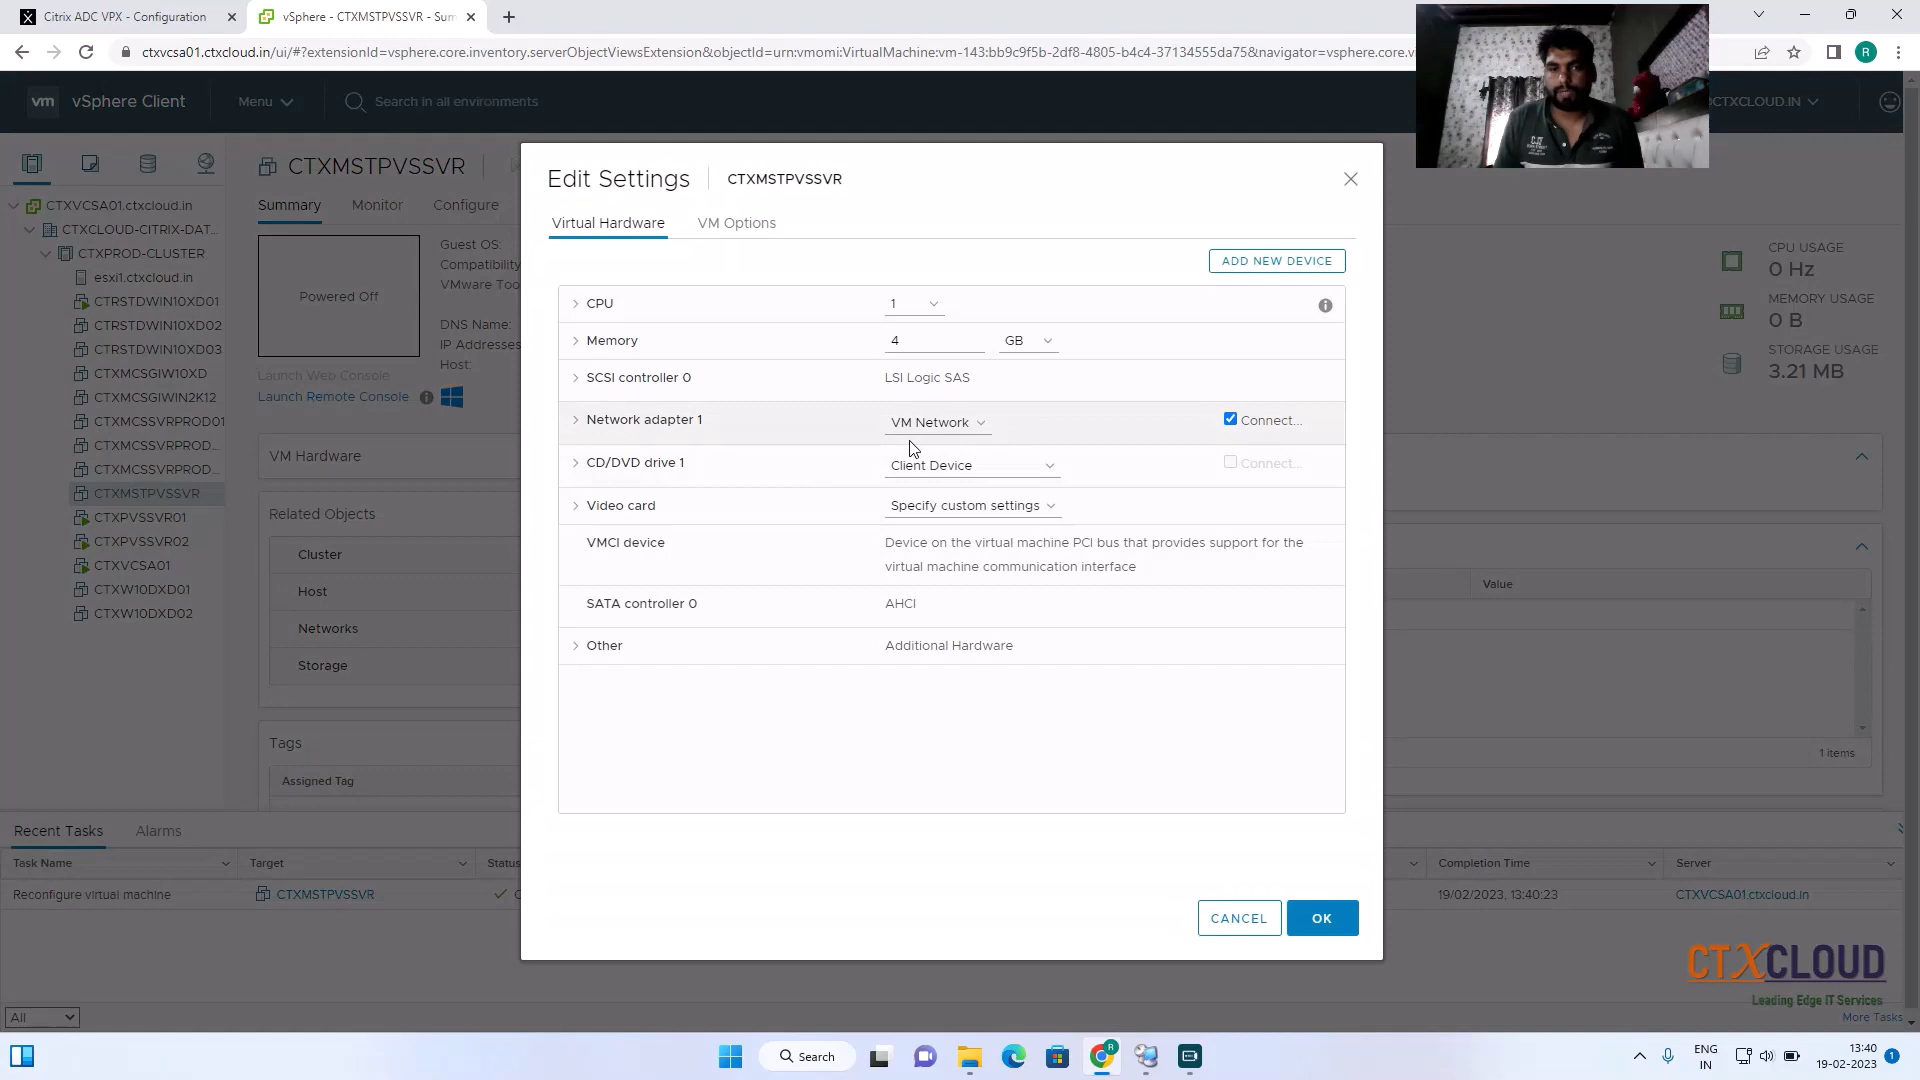 Citrix ADC VPX - Configuration
vSphere - CTXMSTPVSSVR - Sum
ctxvcsa01.ctxcloud.in/ui/#?extensionId=vsphere.core.inventory.serverObjectViewsExtension&objectId=urn:vmomi:VirtualMachine:vm-143:bb9c9f5b-2df8-4805-b4c4-37134555da75&navigator=vsphere.core.v
R
vm vSphere Client
Menu
Search in all environments
CTXCLOUD.IN
CTXVCSA01.ctxcloud.in
CTXCLOUD-CITRIX-DAT...
CTXPROD-CLUSTER
esxi1.ctxcloud.in
CTRSTDWIN10XD01
CTRSTDWIN10XD02
CTRSTDWIN10XD03
CTXMCSGIW10XD
CTXMCSGIWIN2K12
CTXMCSSVRPROD01
CTXMCSSVRPROD...
CTXMCSSVRPROD...
CTXMSTPVSSVR
CTXPVSSVR01
CTXPVSSVR02
CTXVCSA01
CTXW10DXD01
CTXW10DXD02
CTXMSTPVSSVR
Summary Monitor Configure
Powered Off
Guest OS:
Compatibility
VMware Too
DNS Name:
IP Addresses
Host:
Launch Web Console
Launch Remote Console
VM Hardware
Related Objects
Cluster
Host
Networks
Storage
Tags
Assigned Tag
Edit Settings CTXMSTPVSSVR
Virtual Hardware VM Options
ADD NEW DEVICE
CPU 1
Memory 4 GB
SCSI controller 0 LSI Logic SAS
Network adapter 1 VM Network Connect...
CD/DVD drive 1 Client Device Connect...
Video card Specify custom settings
VMCI device Device on the virtual machine PCI bus that provides support for the
virtual machine communication interface
SATA controller 0 AHCI
Other Additional Hardware
CANCEL OK
CPU USAGE
0 Hz
MEMORY USAGE
0 B
STORAGE USAGE
3.21 MB
Value
1 items
Recent Tasks Alarms
Task Name Target Status Completion Time Server
Reconfigure virtual machine CTXMSTPVSSVR C 19/02/2023, 13:40:23 CTXVCSA01.ctxcloud.in
CTXCLOUD
Leading Edge IT Services
All
More Tasks
Search
R
ENG
IN
13:40
19-02-2023
1